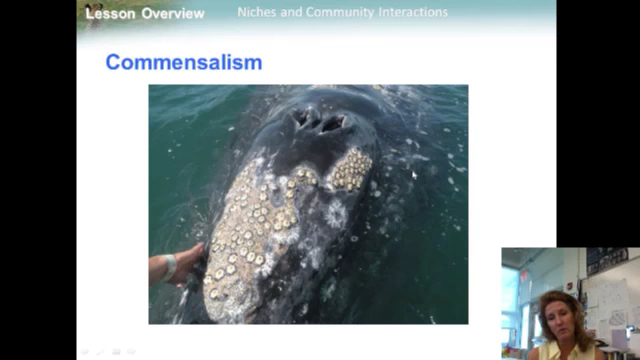 Lesson Overview
Niches and Community Interactions
Commensalism